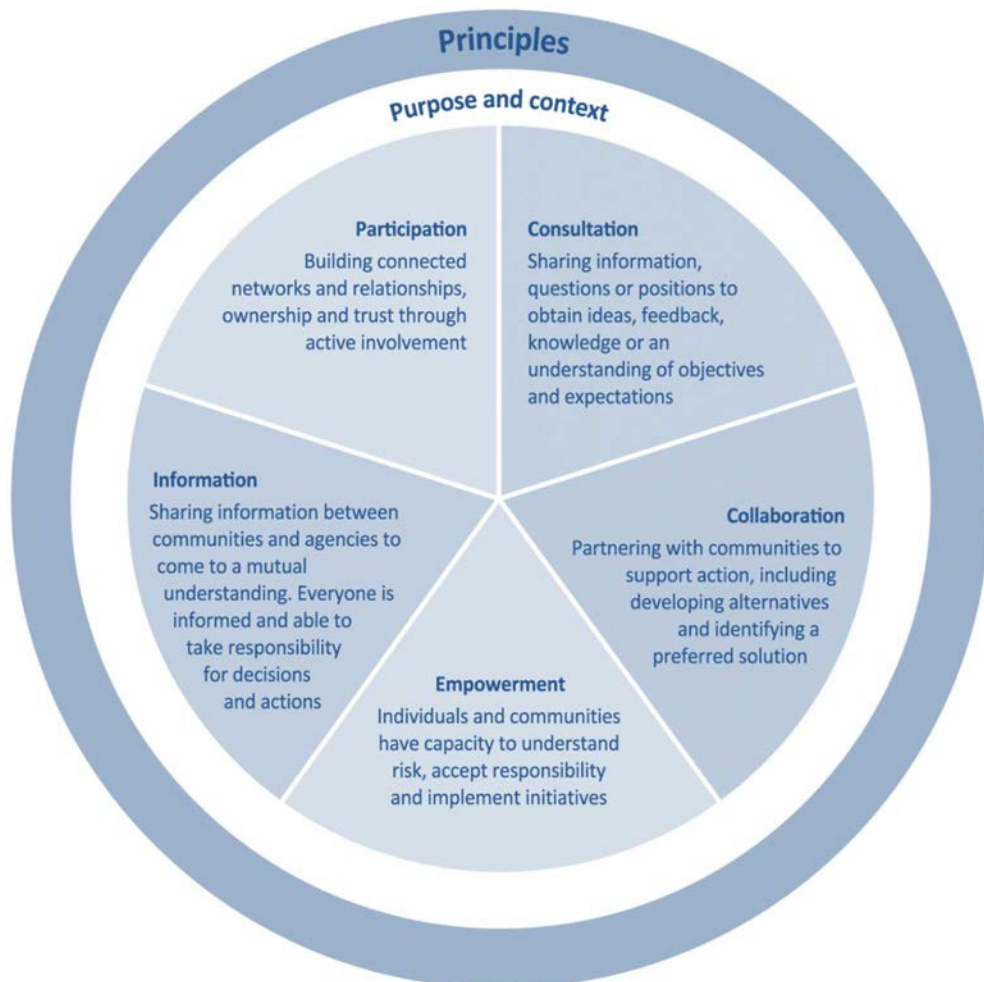 Principles
Purpose and context
Participation
Building connected
networks and relationships,
ownership and trust through
active involvement
Consultation
Sharing information,
questions or positions to
obtain ideas, feedback,
knowledge or an
understanding of objectives
and expectations
Information
Sharing information between
communities and agencies to
come to a mutual
understanding. Everyone is
informed and able to
take responsibility
for decisions
and actions
Collaboration
Partnering with communities to
support action, including
developing alternatives
and identifying a
preferred solution
Empowerment
Individuals and communities
have capacity to understand
risk, accept responsibility
and implement initiatives